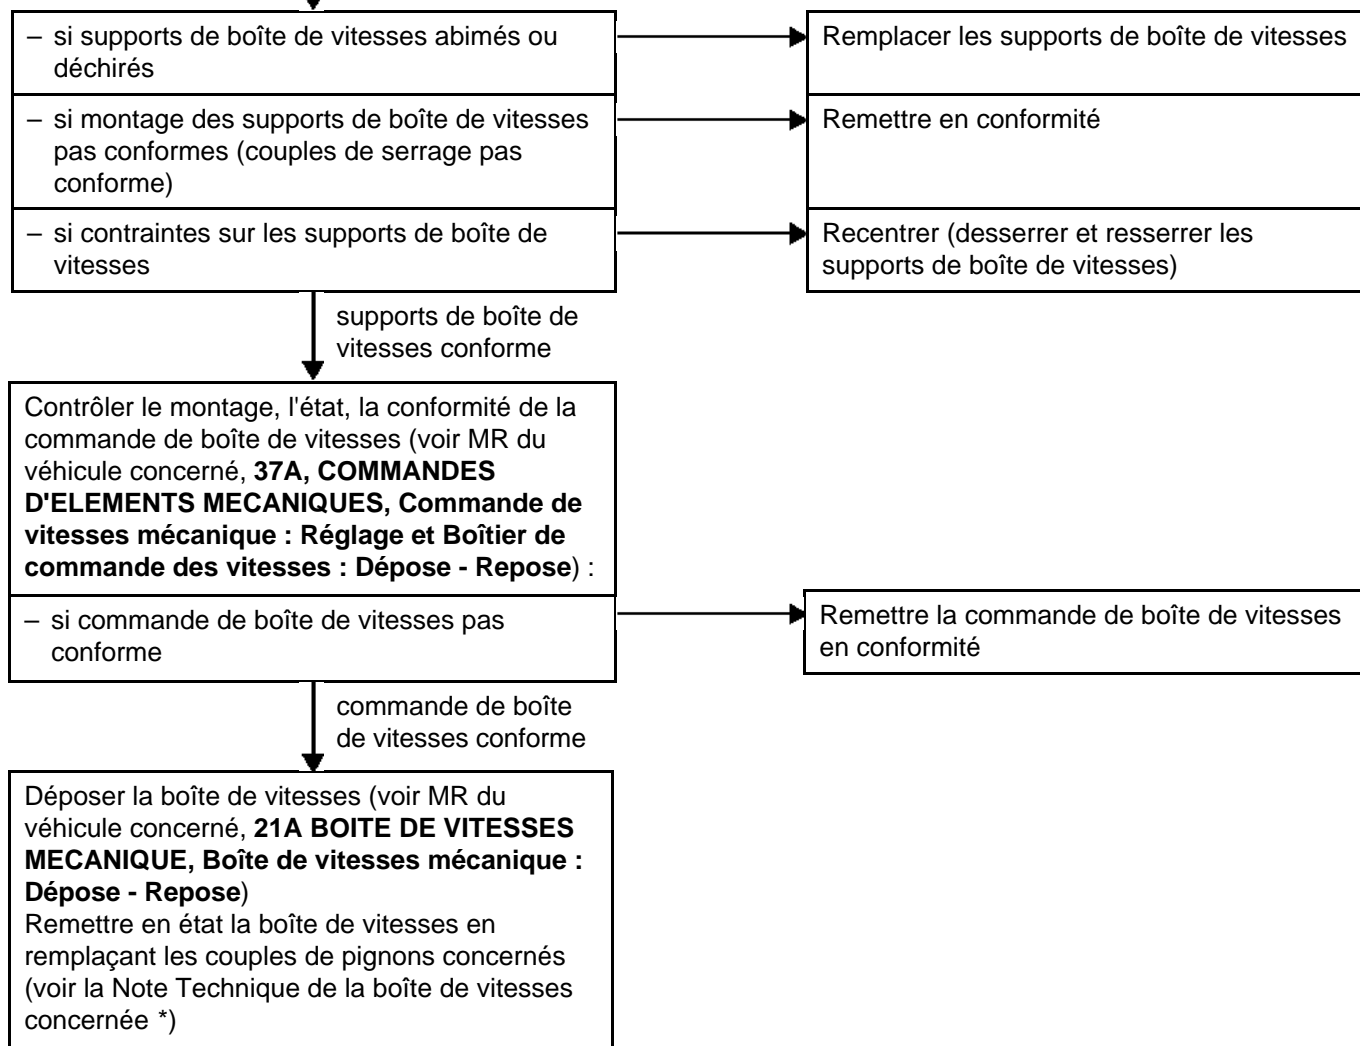 – si supports de boîte de vitesses abimés ou
déchirés
Remplacer les supports de boîte de vitesses
– si montage des supports de boîte de vitesses
pas conformes (couples de serrage pas
conforme)
Remettre en conformité
– si contraintes sur les supports de boîte de
vitesses
Recentrer (desserrer et resserrer les
supports de boîte de vitesses)
supports de boîte de
vitesses conforme
Contrôler le montage, l'état, la conformité de la
commande de boîte de vitesses (voir MR du
véhicule concerné, 37A, COMMANDES
D'ELEMENTS MECANIQUES, Commande de
vitesses mécanique : Réglage et Boîtier de
commande des vitesses : Dépose - Repose) :
– si commande de boîte de vitesses pas
conforme
Remettre la commande de boîte de vitesses
en conformité
commande de boîte
de vitesses conforme
Déposer la boîte de vitesses (voir MR du
véhicule concerné, 21A BOITE DE VITESSES
MECANIQUE, Boîte de vitesses mécanique :
Dépose - Repose)
Remettre en état la boîte de vitesses en
remplaçant les couples de pignons concernés
(voir la Note Technique de la boîte de vitesses
concernée *)